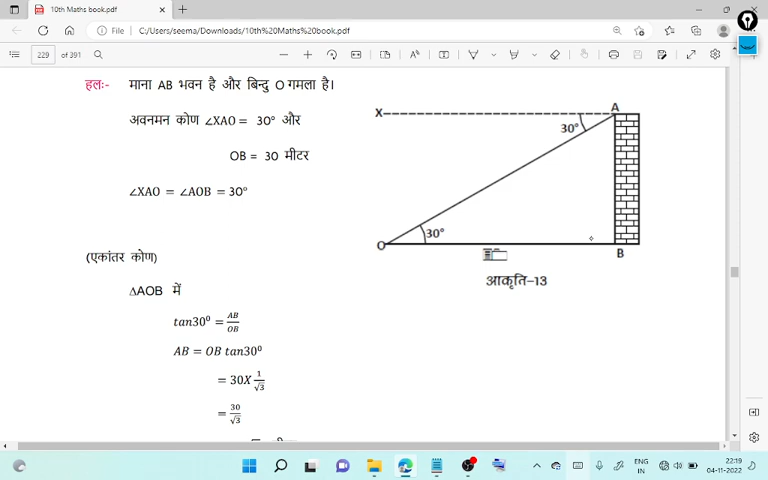 10th Maths book.pdf
File | C:/Users/seema/Downloads/10th%20Maths%20book.pdf
229 of 391
हलः- माना AB भवन है और बिन्दु O गमला है।
अवनमन कोण ∠XAO = 30° और
OB = 30 मीटर
∠XAO = ∠AOB = 30°
(एकांतर कोण)
∆AOB में
tan30⁰ = AB/OB
AB = OB tan30⁰
= 30X 1/√3
= 30/√3
X
A
30°
30°
O
B
आकृति–13
ENG
IN
22:19
04-11-2022